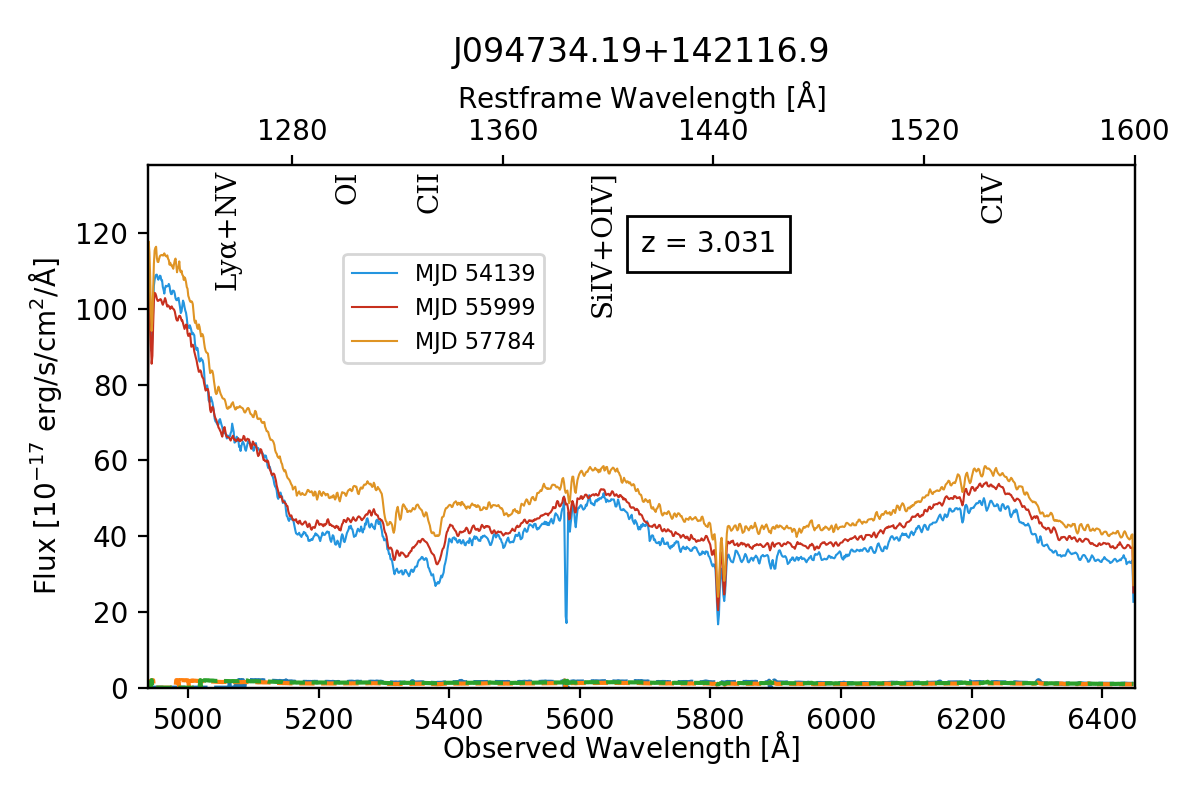 J094734.19+142116.9
Restframe Wavelength [Å]
1280 1360 1440 1520 1600
Lyα+NV
OI
CII
SiIV+OIV]
CIV
z = 3.031
MJD 54139
MJD 55999
MJD 57784
Flux [10⁻¹⁷ erg/s/cm²/Å]
120
100
80
60
40
20
0
5000 5200 5400 5600 5800 6000 6200 6400
Observed Wavelength [Å]